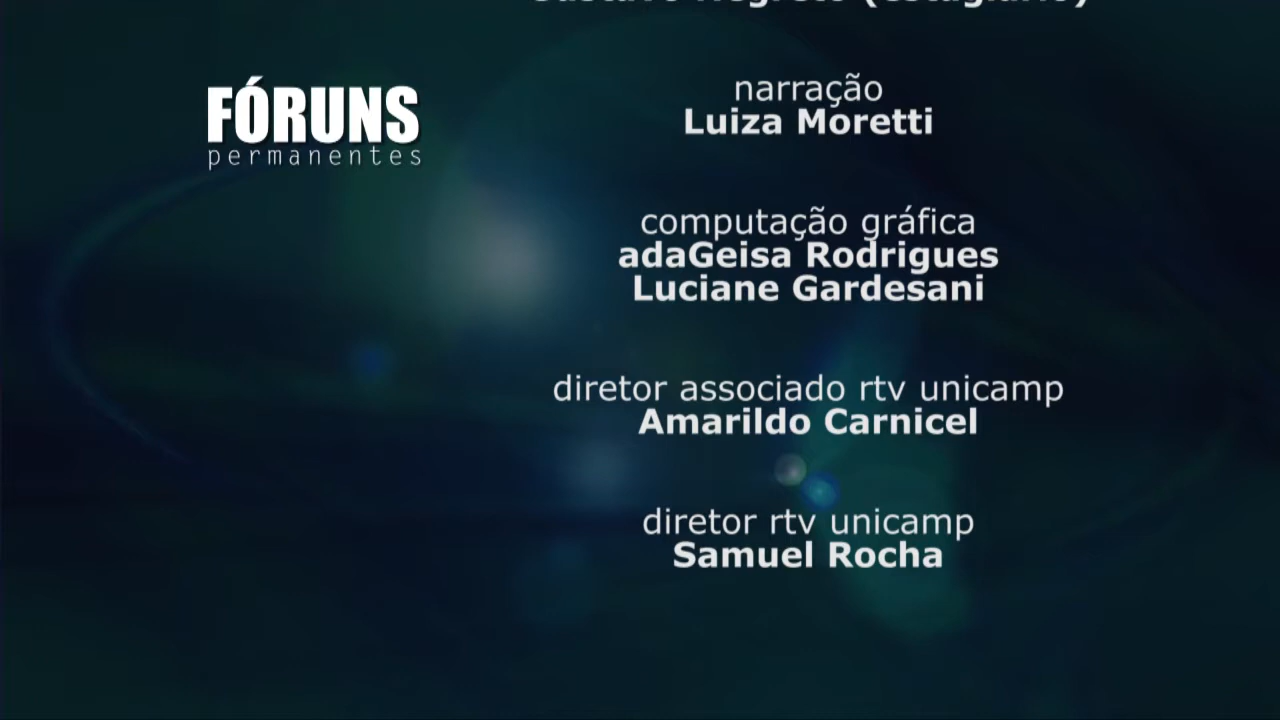 FÓRUNS
permanentes
narração
Luiza Moretti
computação gráfica
adaGeisa Rodrigues
Luciane Gardesani
diretor associado rtv unicamp
Amarildo Carnicel
diretor rtv unicamp
Samuel Rocha